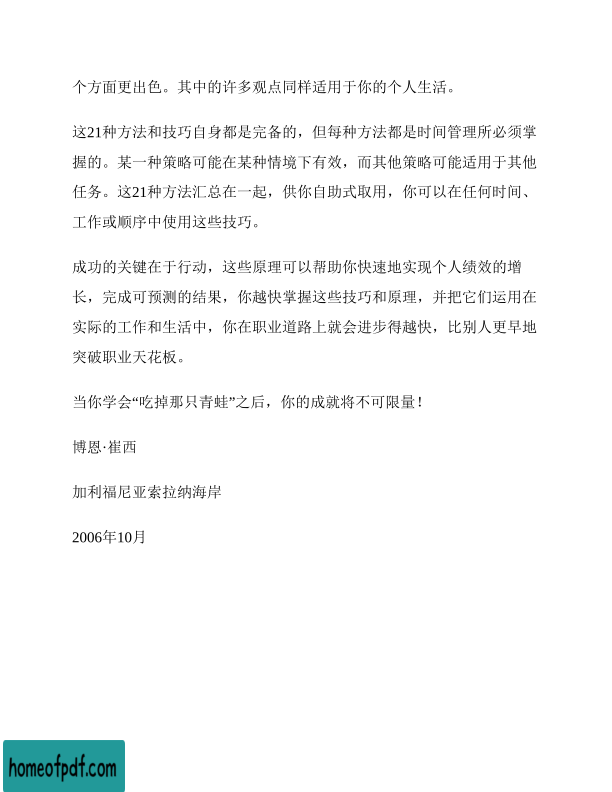 个方面更出色。其中的许多观点同样适用于你的个人生活。
这21种方法和技巧自身都是完备的，但每种方法都是时间管理所必须掌
握的。某一种策略可能在某种情境下有效，而其他策略可能适用于其他
任务。这21种方法汇总在一起，供你自助式取用，你可以在任何时间、
工作或顺序中使用这些技巧。
成功的关键在于行动，这些原理可以帮助你快速地实现个人绩效的增
长，完成可预测的结果，你越快掌握这些技巧和原理，并把它们运用在
实际的工作和生活中，你在职业道路上就会进步得越快，比别人更早地
突破职业天花板。
当你学会“吃掉那只青蛙”之后，你的成就将不可限量！
博恩·崔西
加利福尼亚索拉纳海岸
2006年10月
homeofpdf.com